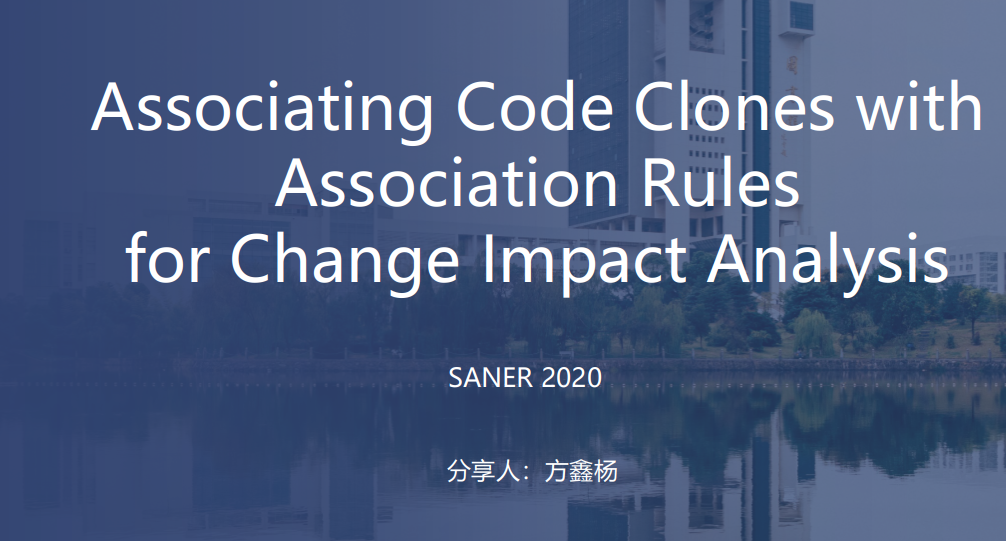 Associating Code Clones with
Association Rules
for Change Impact Analysis
SANER 2020
分享人：方鑫杨